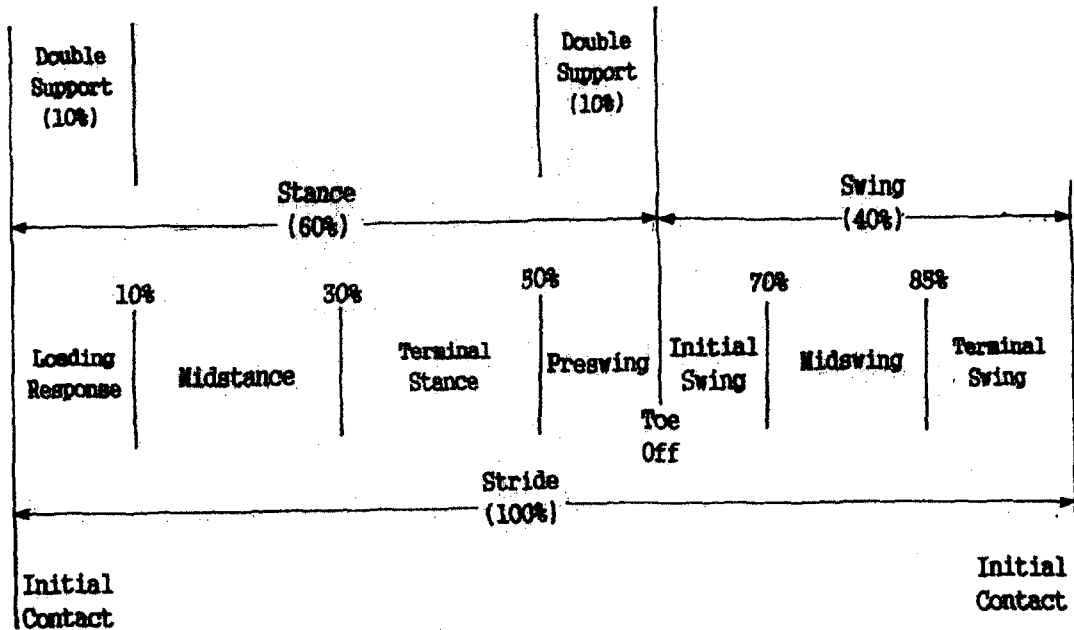 Double
Support
(10%)
Double
Support
(10%)
Stance
(60%)
Swing
(40%)
10%
30%
50%
70%
85%
Loading
Response
Midstance
Terminal
Stance
Preswing
Initial
Swing
Midswing
Terminal
Swing
Toe
Off
Stride
(100%)
Initial
Contact
Initial
Contact